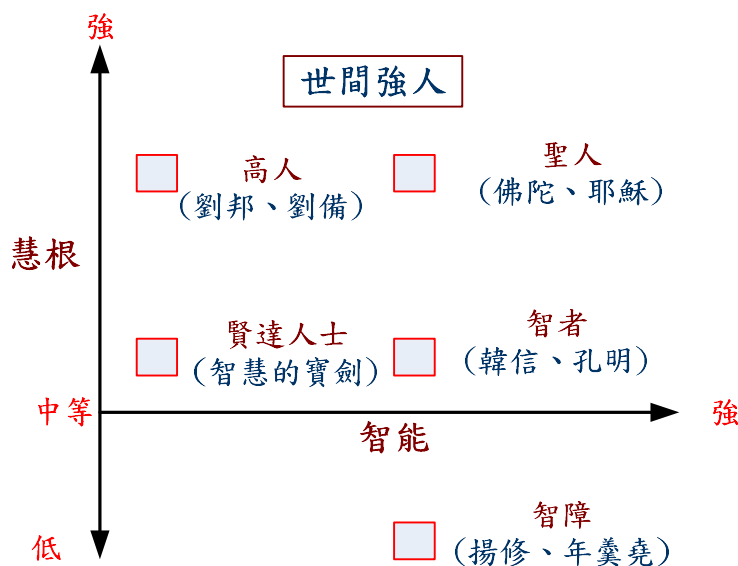 強
世間強人
高人
(劉邦、劉備)
聖人
(佛陀、耶穌)
慧根
賢達人士
(智慧的寶劍)
智者
(韓信、孔明)
中等
智能
強
低
智障
(揚修、年羹堯)